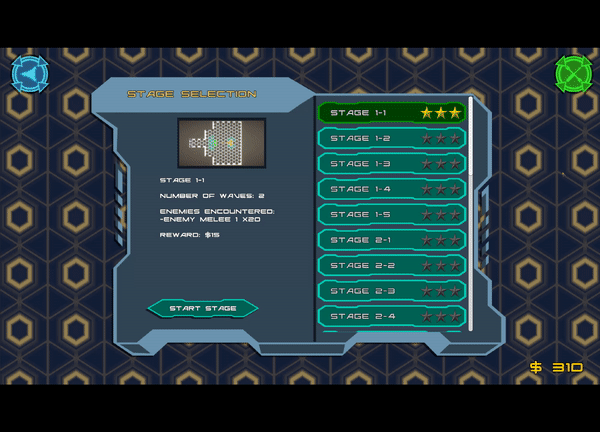 STAGE SELECTION
STAGE 1-1
NUMBER OF WAVES: 2
ENEMIES ENCOUNTERED:
-ENEMY MELEE 1 X20
REWARD: $15
START STAGE
STAGE 1-1
STAGE 1-2
STAGE 1-3
STAGE 1-4
STAGE 1-5
STAGE 2-1
STAGE 2-2
STAGE 2-3
STAGE 2-4
$ 310